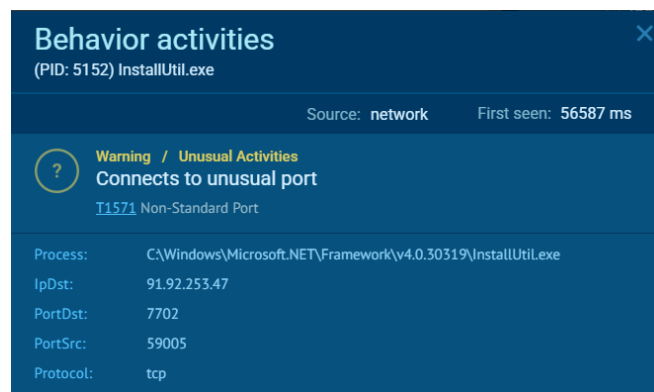 Behavior activities
(PID: 5152) InstallUtil.exe
Source: network First seen: 56587 ms
Warning / Unusual Activities
?
Connects to unusual port
T1571 Non-Standard Port
Process: C:\Windows\Microsoft.NET\Framework\v4.0.30319\InstallUtil.exe
IpDst: 91.92.253.47
PortDst: 7702
PortSrc: 59005
Protocol: tcp